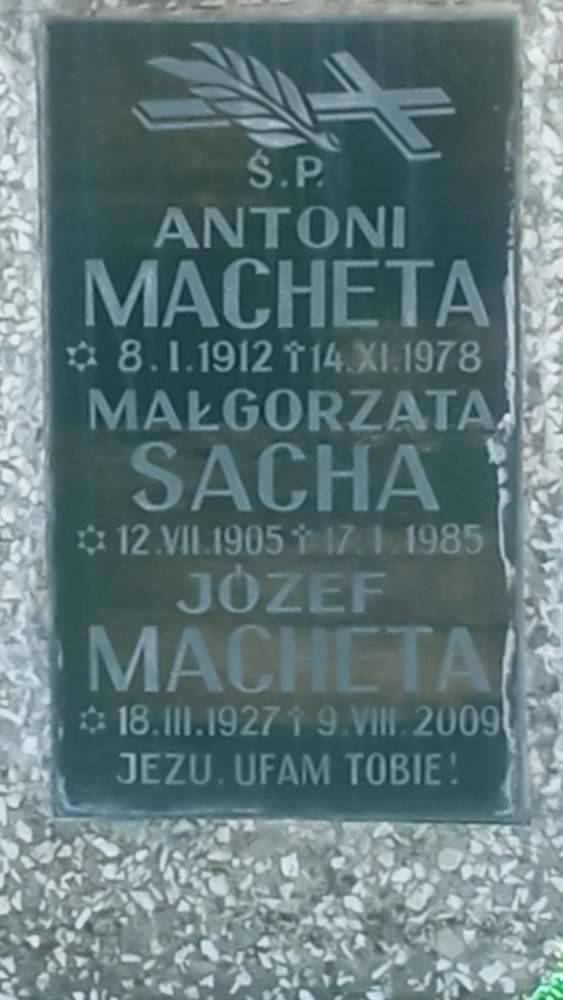 Ś.P.
ANTONI
MACHETA
✡ 8.I.1912 † 14.XI.1978
MAŁGORZATA
SACHA
✡ 12.VII.1905 † 17.I.1985
JÓZEF
MACHETA
✡ 18.III.1927 † 9.VIII.2009
JEZU, UFAM TOBIE!